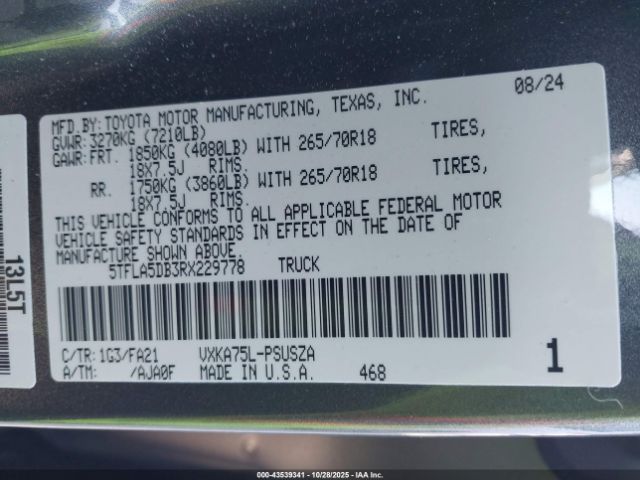 08/24
MFD.BY:TOYOTA MOTOR MANUFACTURING, TEXAS, INC.
GVWR:3270KG (7210LB)
GAWR:FRT. 1850KG (4080LB) WITH 265/70R18 TIRES,
18X7.5J RIMS.
RR. 1750KG (3860LB) WITH 265/70R18 TIRES,
18X7.5J RIMS.
THIS VEHICLE CONFORMS TO ALL APPLICABLE FEDERAL MOTOR
VEHICLE SAFETY STANDARDS IN EFFECT ON THE DATE OF
MANUFACTURE SHOWN ABOVE.
5TFLA5DB3RX229778 TRUCK
C/TR:1G3/FA21 VXKA75L-PSUSZA
A/TM: /AJA0F MADE IN U.S.A. 468
1
13L5T
000-43539341 | 10/28/2025 | IAA Inc.